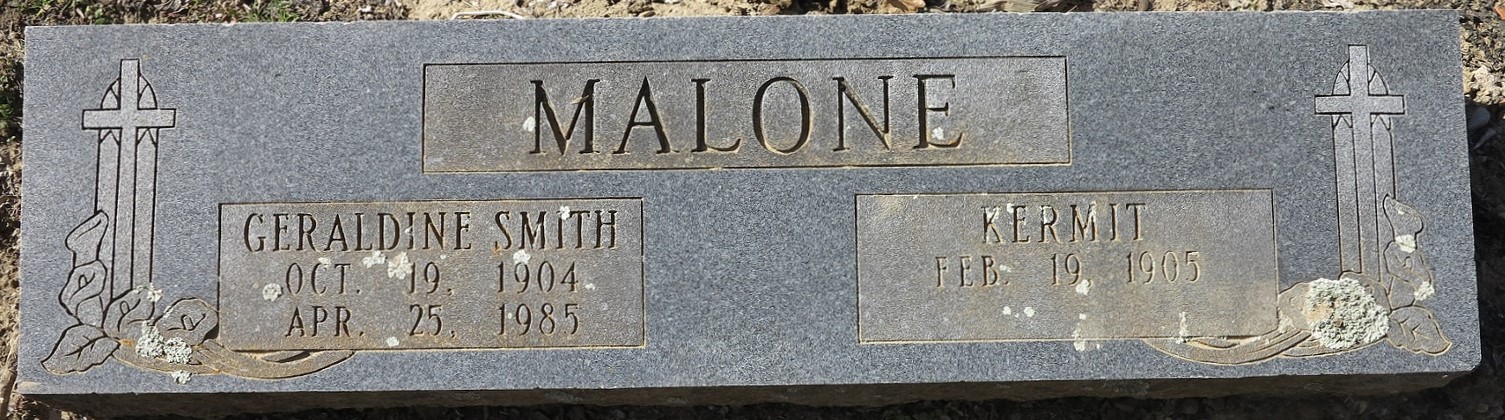 MALONE
GERALDINE SMITH
OCT. 19, 1904
APR. 25, 1985
KERMIT
FEB. 19, 1905